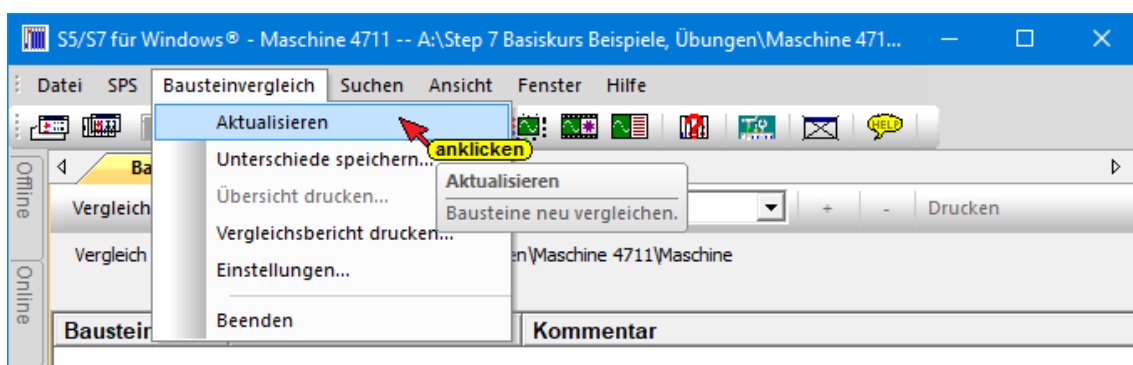 S5/S7 für Windows® - Maschine 4711 -- A:\Step 7 Basiskurs Beispiele, Übungen\Maschine 471...
Datei SPS Bausteinvergleich Suchen Ansicht Fenster Hilfe
Aktualisieren
anklicken
HELP
Unterschiede speichern...
Aktualisieren
Bausteine neu vergleichen.
Übersicht drucken...
Vergleichsbericht drucken...
Einstellungen...
Beenden
Offline
Online
Ba
Vergleich + - Drucken
Vergleich en\Maschine 4711\Maschine
Baustein Kommentar